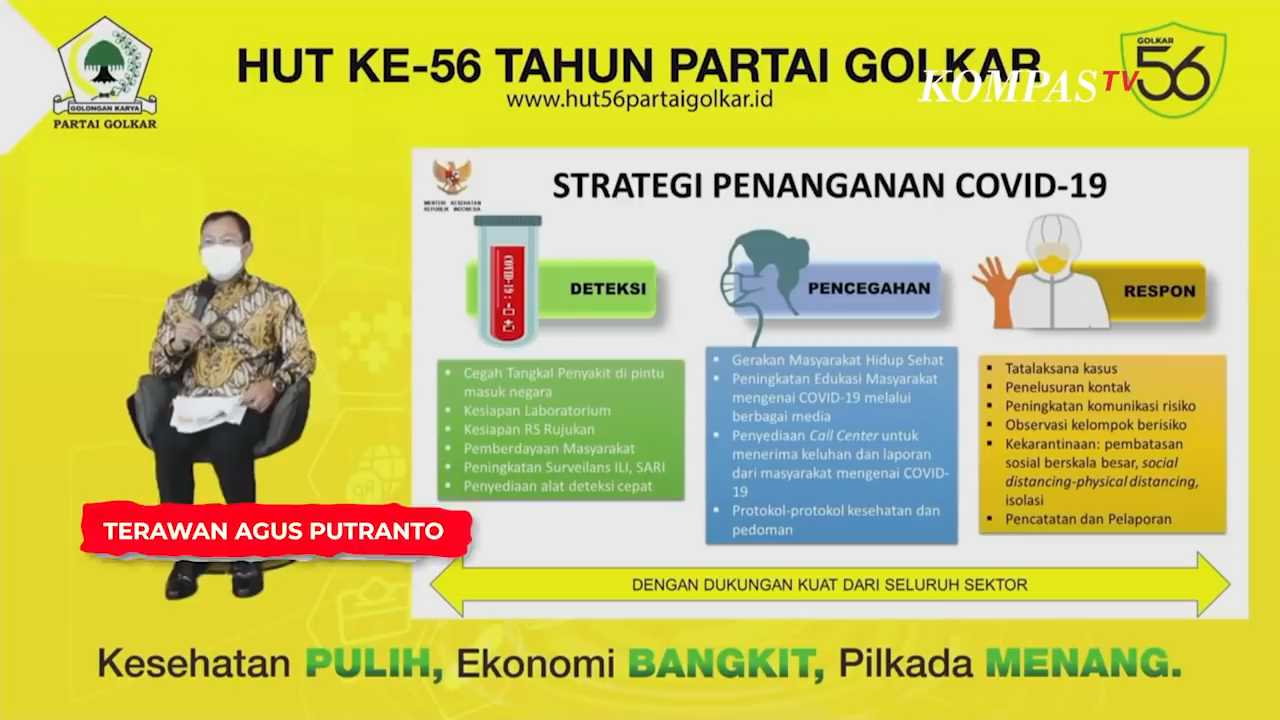 HUT KE-56 TAHUN PARTAI GOLKAR
www.hut56partaigolkar.id
GOLONGAN KARYA
PARTAI GOLKAR
KOMPAS TV
GOLKAR
56
MENTERI KESEHATAN
REPUBLIK INDONESIA
STRATEGI PENANGANAN COVID-19
COVID-19:
DETEKSI
▪ Cegah Tangkal Penyakit di pintu
masuk negara
▪ Kesiapan Laboratorium
▪ Kesiapan RS Rujukan
▪ Pemberdayaan Masyarakat
▪ Peningkatan Surveilans ILI, SARI
▪ Penyediaan alat deteksi cepat
PENCEGAHAN
▪ Gerakan Masyarakat Hidup Sehat
▪ Peningkatan Edukasi Masyarakat
mengenai COVID-19 melalui
berbagai media
▪ Penyediaan Call Center untuk
menerima keluhan dan laporan
dari masyarakat mengenai COVID-
19
▪ Protokol-protokol kesehatan dan
pedoman
RESPON
▪ Tatalaksana kasus
▪ Penelusuran kontak
▪ Peningkatan komunikasi risiko
▪ Observasi kelompok berisiko
▪ Kekarantinaan: pembatasan
sosial berskala besar, social
distancing-physical distancing,
isolasi
▪ Pencatatan dan Pelaporan
DENGAN DUKUNGAN KUAT DARI SELURUH SEKTOR
TERAWAN AGUS PUTRANTO
Kesehatan PULIH, Ekonomi BANGKIT, Pilkada MENANG.